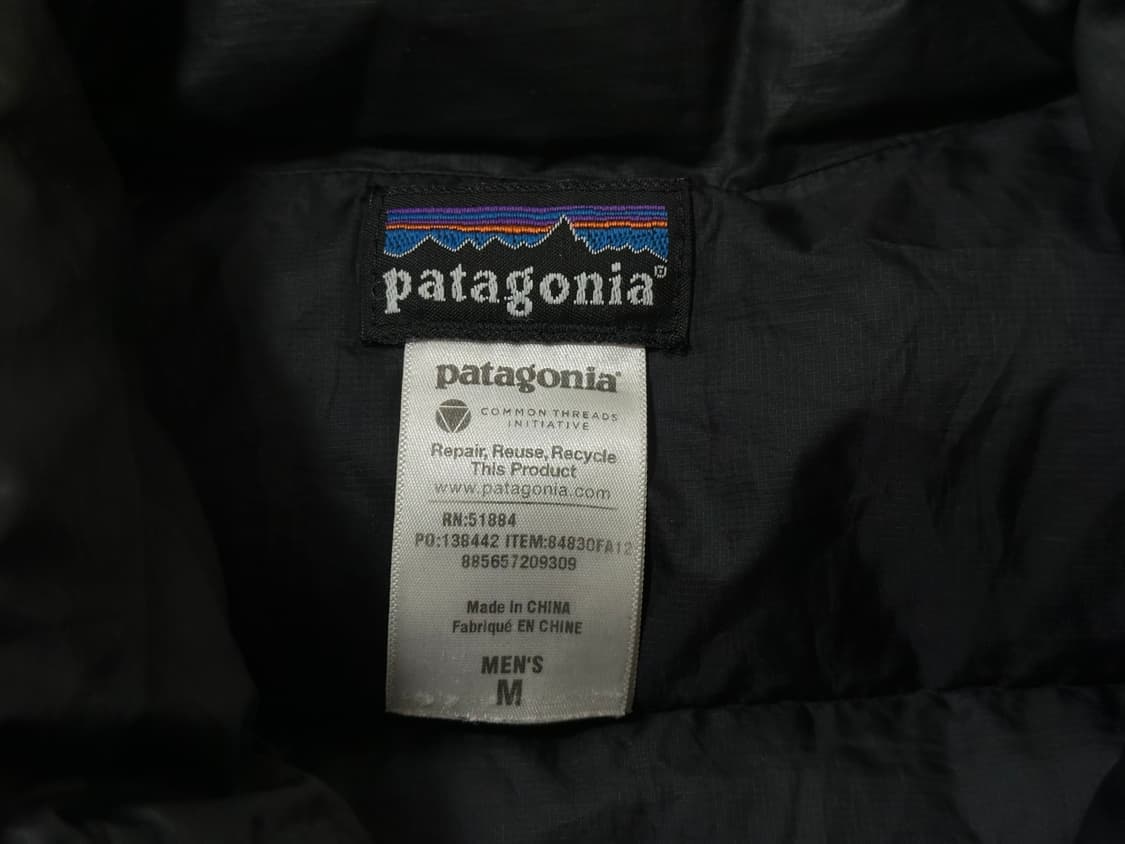 patagonia®
patagonia®
COMMON THREADS
INITIATIVE
Repair, Reuse, Recycle
This Product
www.patagonia.com
RN:51884
PO:138442 ITEM:84830FA12
885657209309
Made in CHINA
Fabriqué EN CHINE
MEN'S
M